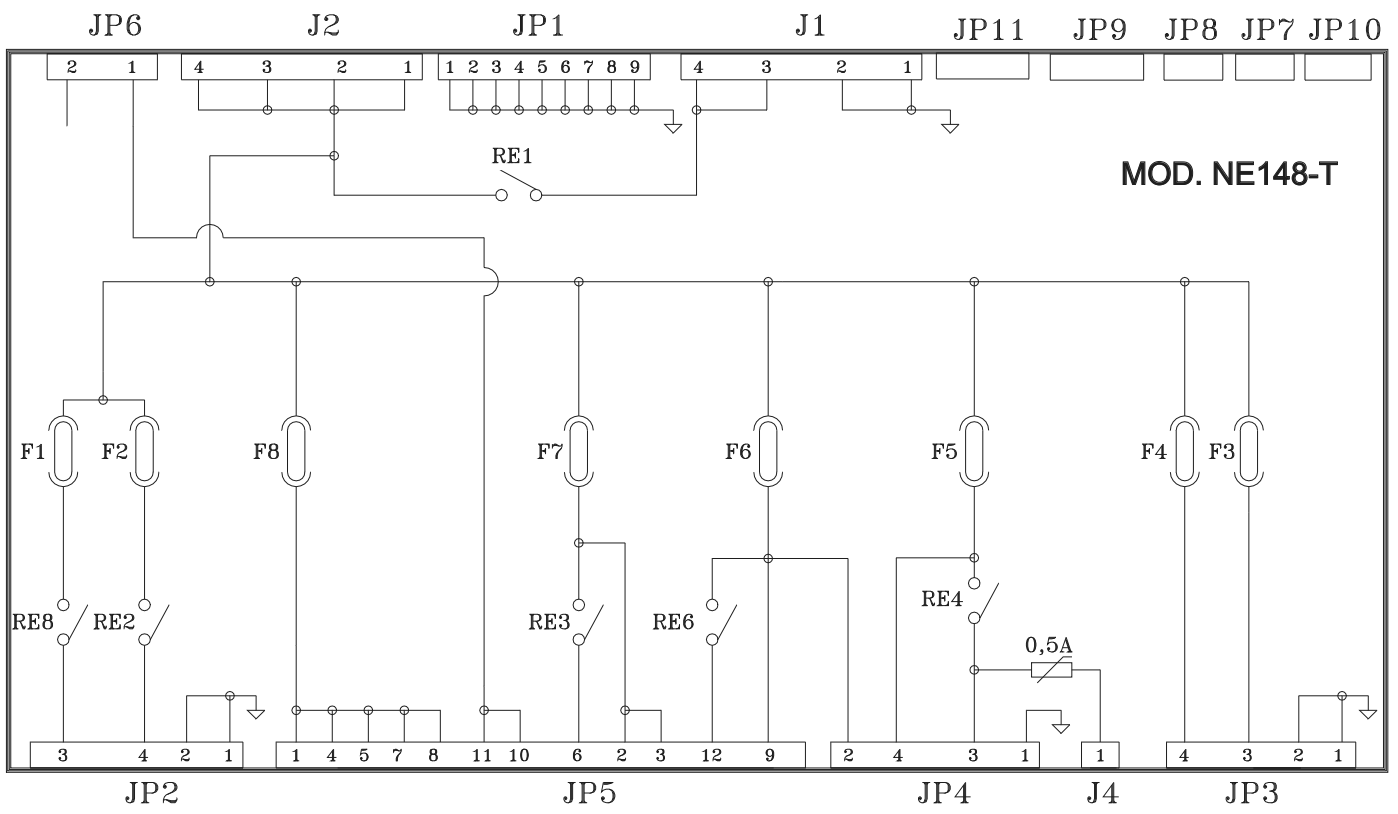 JP6 J2 JP1 J1 JP11 JP9 JP8 JP7 JP10
2 1 4 3 2 1 1 2 3 4 5 6 7 8 9 4 3 2 1
RE1
MOD. NE148-T
F1 F2 F8 F7 F6 F5 F4 F3
RE4
RE8 RE2 RE3 RE6
0,5A
3 4 2 1 1 4 5 7 8 11 10 6 2 3 12 9 2 4 3 1 1 4 3 2 1
JP2 JP5 JP4 J4 JP3